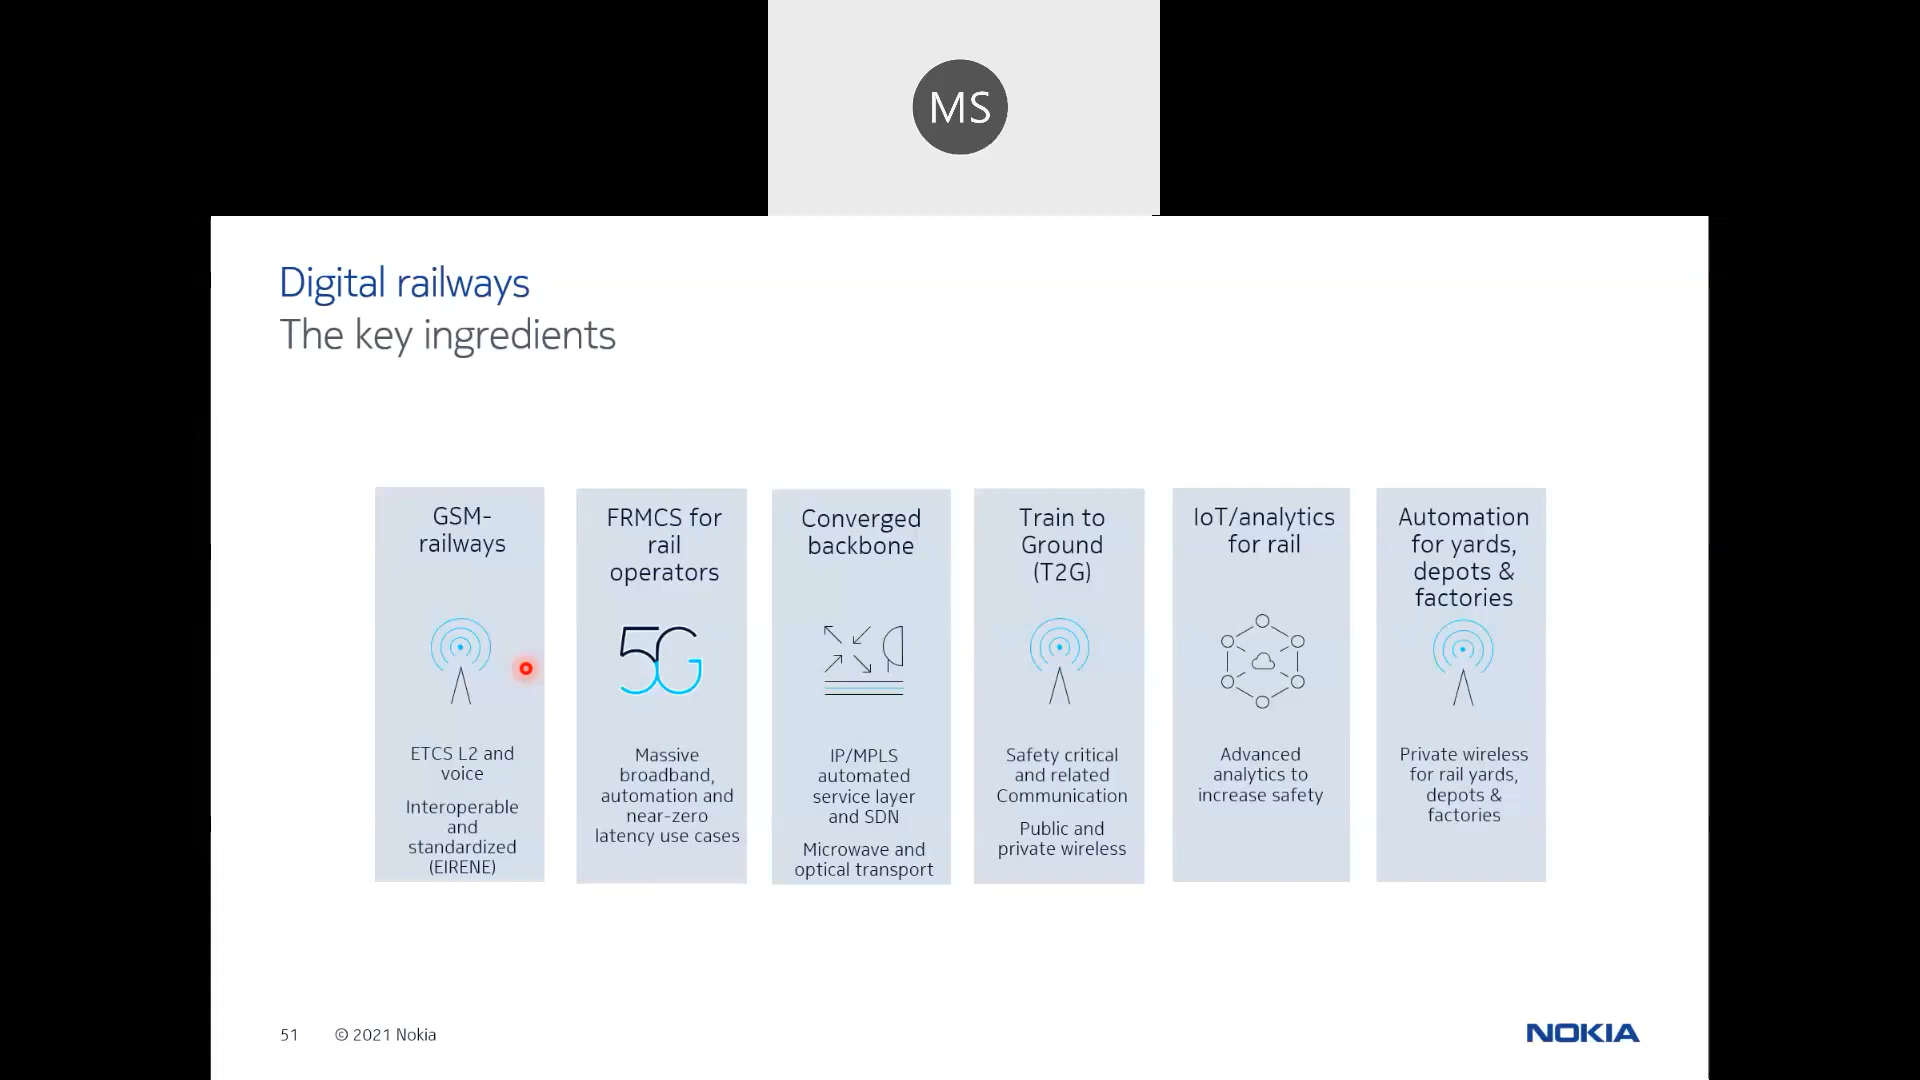 MS
Digital railways
The key ingredients
GSM-
railways
ETCS L2 and
voice
Interoperable
and
standardized
(EIRENE)
FRMCS for
rail
operators
5G
Massive
broadband,
automation and
near-zero
latency use cases
Converged
backbone
IP/MPLS
automated
service layer
and SDN
Microwave and
optical transport
Train to
Ground
(T2G)
Safety critical
and related
Communication
Public and
private wireless
IoT/analytics
for rail
Advanced
analytics to
increase safety
Automation
for yards,
depots &
factories
Private wireless
for rail yards,
depots &
factories
51 © 2021 Nokia
NOKIA